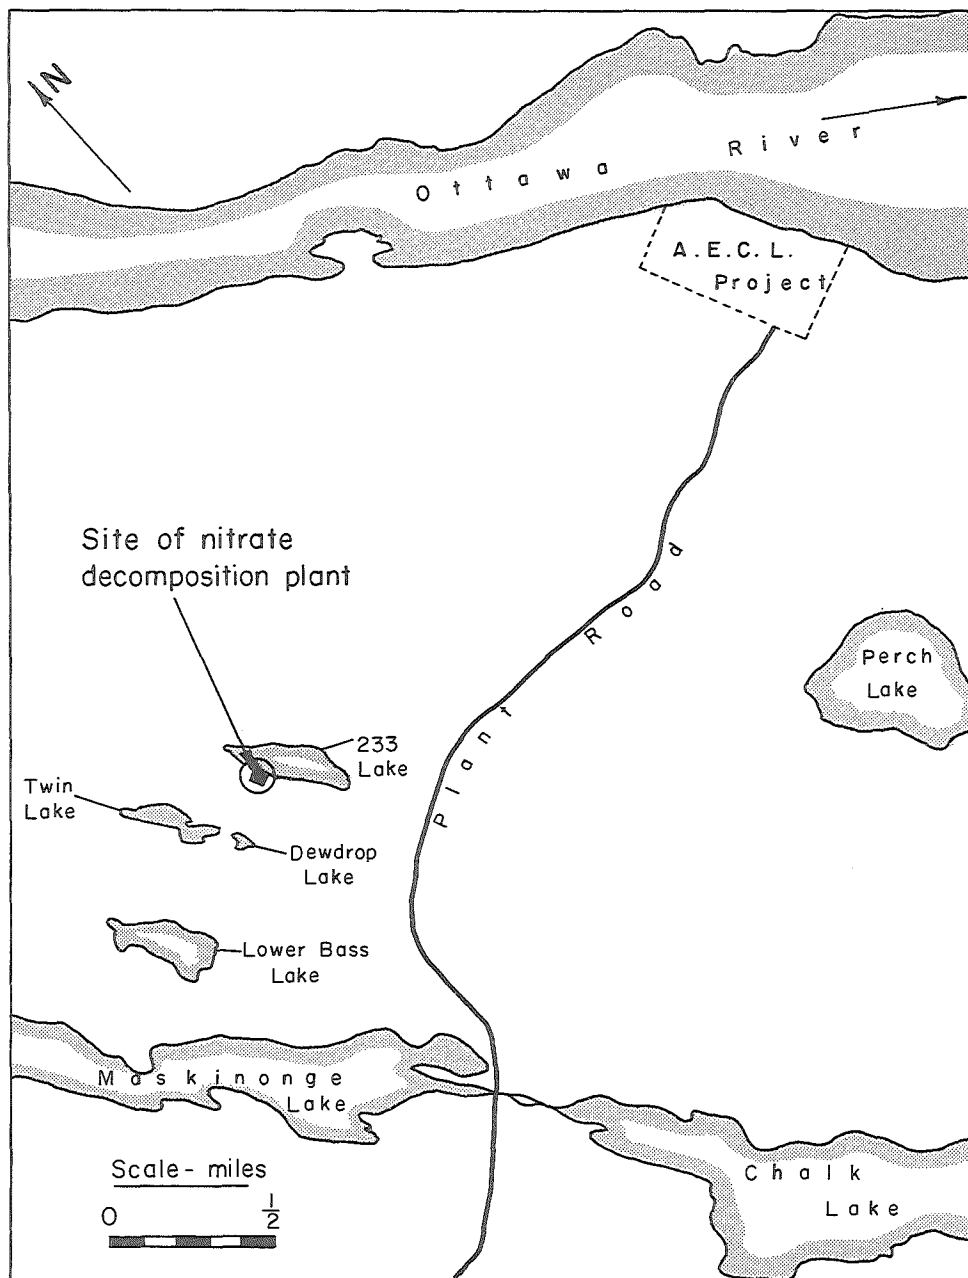 N
Ottawa River
A.E.C.L.
Project
Site of nitrate
decomposition plant
Plant Road
Perch
Lake
233
Lake
Twin
Lake
Dewdrop
Lake
Lower Bass
Lake
Maskinonge
Lake
Scale - miles
0 1/2
Chalk
Lake